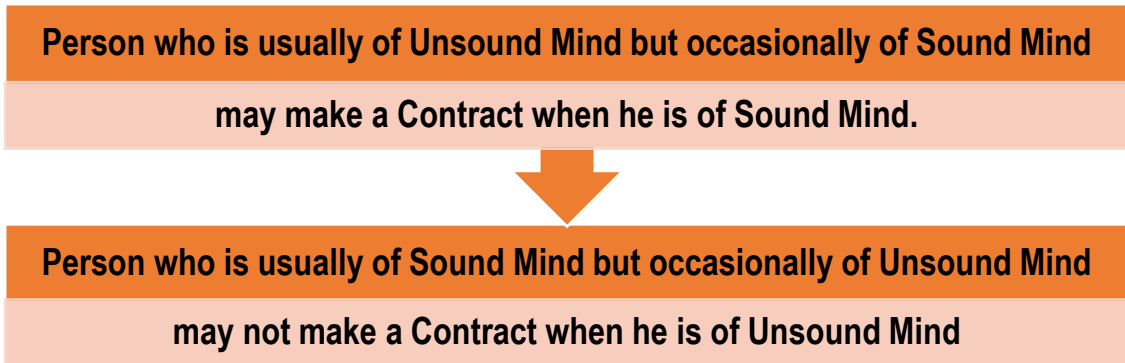 Person who is usually of Unsound Mind but occasionally of Sound Mind
may make a Contract when he is of Sound Mind.
Person who is usually of Sound Mind but occasionally of Unsound Mind
may not make a Contract when he is of Unsound Mind